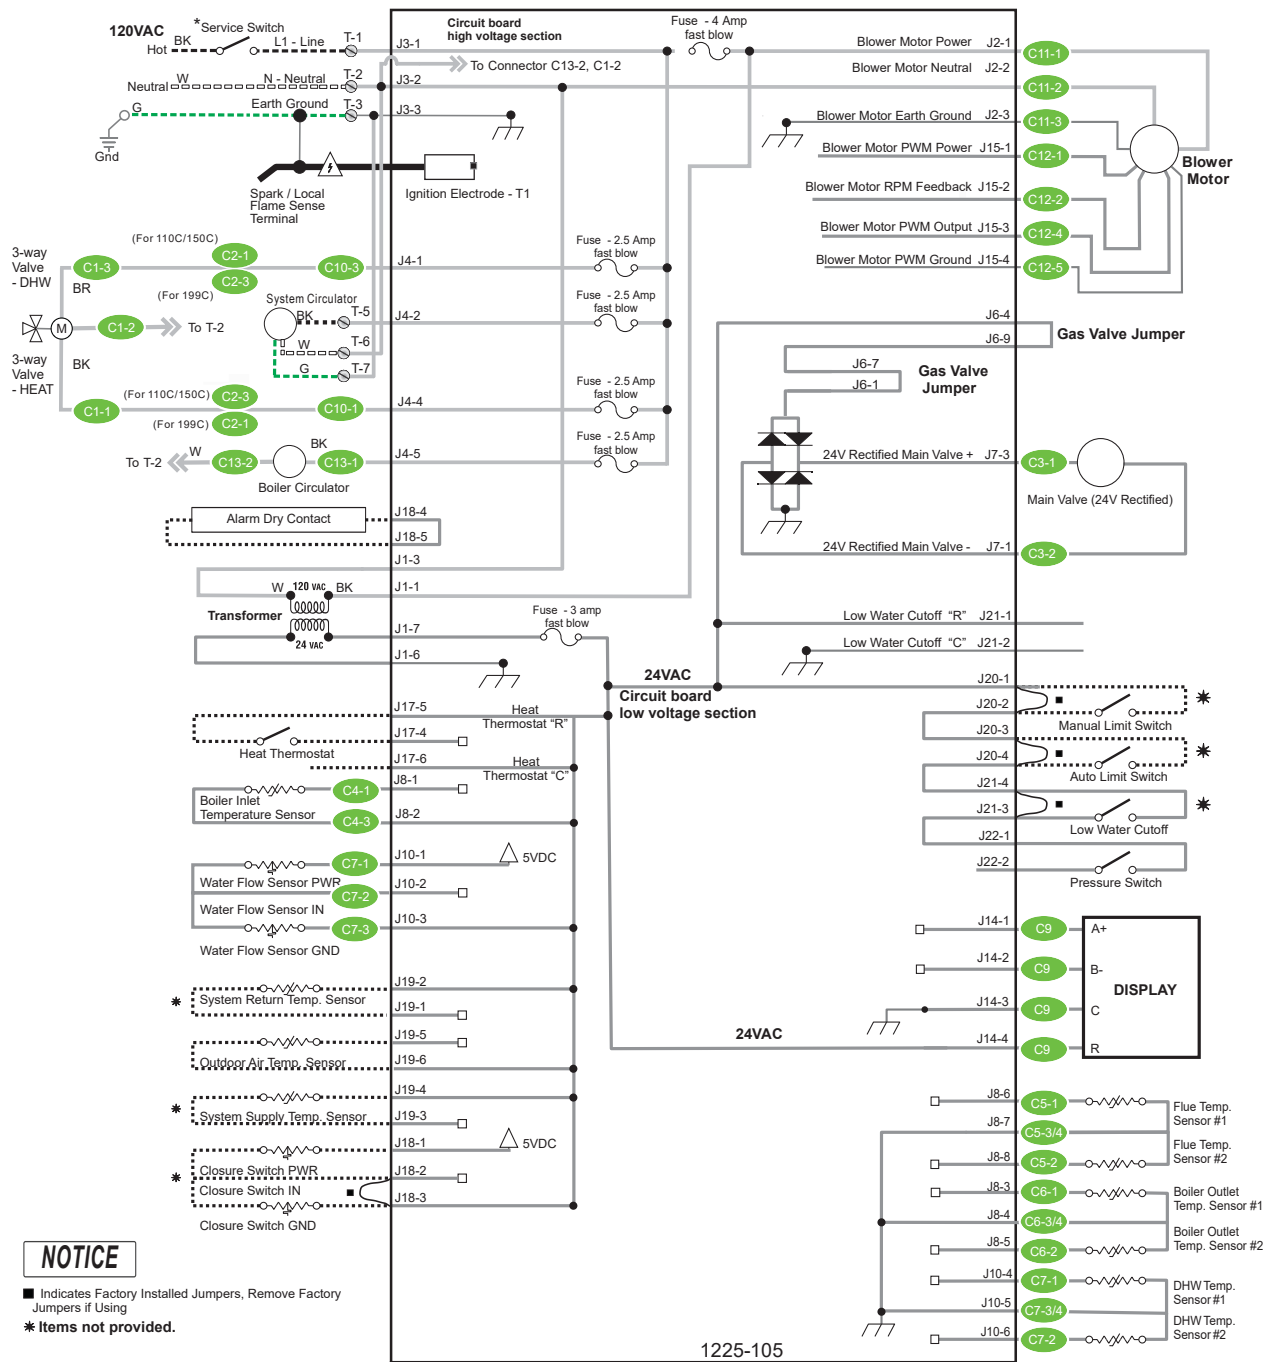 120VAC
*Service Switch
Hot BK
L1 - Line
T-1
J3-1
Circuit board
high voltage section
Fuse - 4 Amp
fast blow
Blower Motor Power J2-1
C11-1
To Connector C13-2, C1-2
Neutral W
N - Neutral
T-2
J3-2
Blower Motor Neutral J2-2
C11-2
G
Earth Ground
T-3
J3-3
Gnd
Blower Motor Earth Ground J2-3
C11-3
Blower Motor PWM Power J15-1
C12-1
Blower
Motor
Spark / Local
Flame Sense
Terminal
Ignition Electrode - T1
Blower Motor RPM Feedback J15-2
C12-2
Blower Motor PWM Output J15-3
C12-4
Blower Motor PWM Ground J15-4
C12-5
3-way
Valve
- DHW
C1-3
BR
(For 110C/150C)
C2-1
C2-3
(For 199C)
C10-3
J4-1
Fuse - 2.5 Amp
fast blow
System Circulator
BK
T-5
J4-2
Fuse - 2.5 Amp
fast blow
M
C1-2
To T-2
W
T-6
G
T-7
J6-4
J6-9
Gas Valve Jumper
J6-7
J6-1
Gas Valve
Jumper
3-way
Valve
- HEAT
BK
C1-1
(For 110C/150C)
C2-3
(For 199C)
C2-1
C10-1
J4-4
Fuse - 2.5 Amp
fast blow
To T-2
W
C13-2
BK
C13-1
J4-5
Fuse - 2.5 Amp
fast blow
Boiler Circulator
24V Rectified Main Valve + J7-3
C3-1
Main Valve (24V Rectified)
24V Rectified Main Valve - J7-1
C3-2
Alarm Dry Contact
J18-4
J18-5
J1-3
W 120 VAC BK
J1-1
Transformer
24 VAC
J1-7
J1-6
Fuse - 3 amp
fast blow
Low Water Cutoff “R” J21-1
Low Water Cutoff “C” J21-2
24VAC
Circuit board
low voltage section
J20-1
J20-2
Manual Limit Switch
J20-3
J20-4
Auto Limit Switch
J21-4
J21-3
Low Water Cutoff
J22-1
J22-2
Pressure Switch
J17-5
Heat
Thermostat “R”
J17-4
Heat Thermostat
J17-6
Heat
Thermostat “C”
J8-1
C4-1
Boiler Inlet
Temperature Sensor
C4-3
J8-2
J10-1
5VDC
C7-1
Water Flow Sensor PWR
J10-2
C7-2
Water Flow Sensor IN
J10-3
C7-3
Water Flow Sensor GND
J14-1
C9
A+
J14-2
C9
B-
DISPLAY
J14-3
C9
C
24VAC
J14-4
C9
R
J19-2
* System Return Temp. Sensor
J19-1
J19-5
Outdoor Air Temp. Sensor
J19-6
J19-4
* System Supply Temp. Sensor
J19-3
J18-1
5VDC
Closure Switch PWR
J18-2
*
Closure Switch IN
J18-3
Closure Switch GND
J8-6
C5-1
Flue Temp.
Sensor #1
J8-7
C5-3/4
Flue Temp.
Sensor #2
J8-8
C5-2
J8-3
C6-1
Boiler Outlet
Temp. Sensor #1
J8-4
C6-3/4
Boiler Outlet
Temp. Sensor #2
J8-5
C6-2
J10-4
C7-1
DHW Temp.
Sensor #1
J10-5
C7-3/4
DHW Temp.
Sensor #2
J10-6
C7-2
NOTICE
■ Indicates Factory Installed Jumpers, Remove Factory
Jumpers if Using
* Items not provided.
1225-105